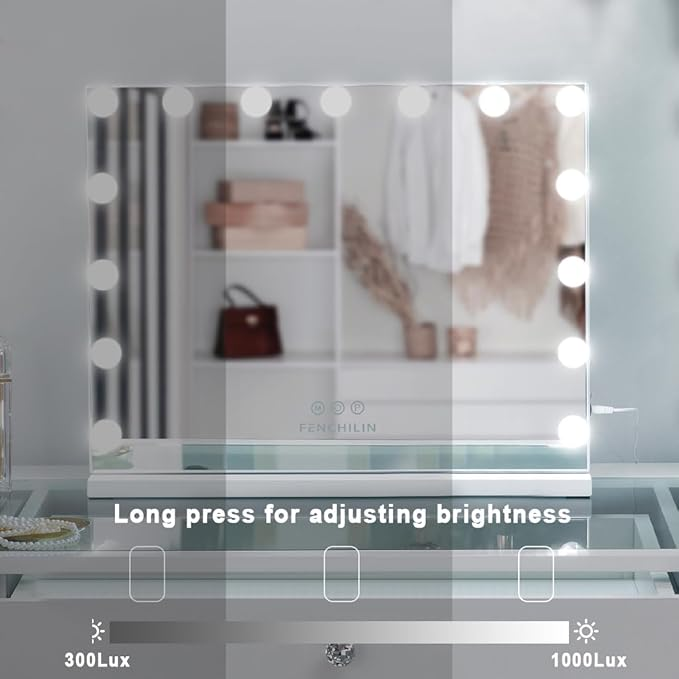 M P
FENCHILIN
Long press for adjusting brightness
300Lux
1000Lux